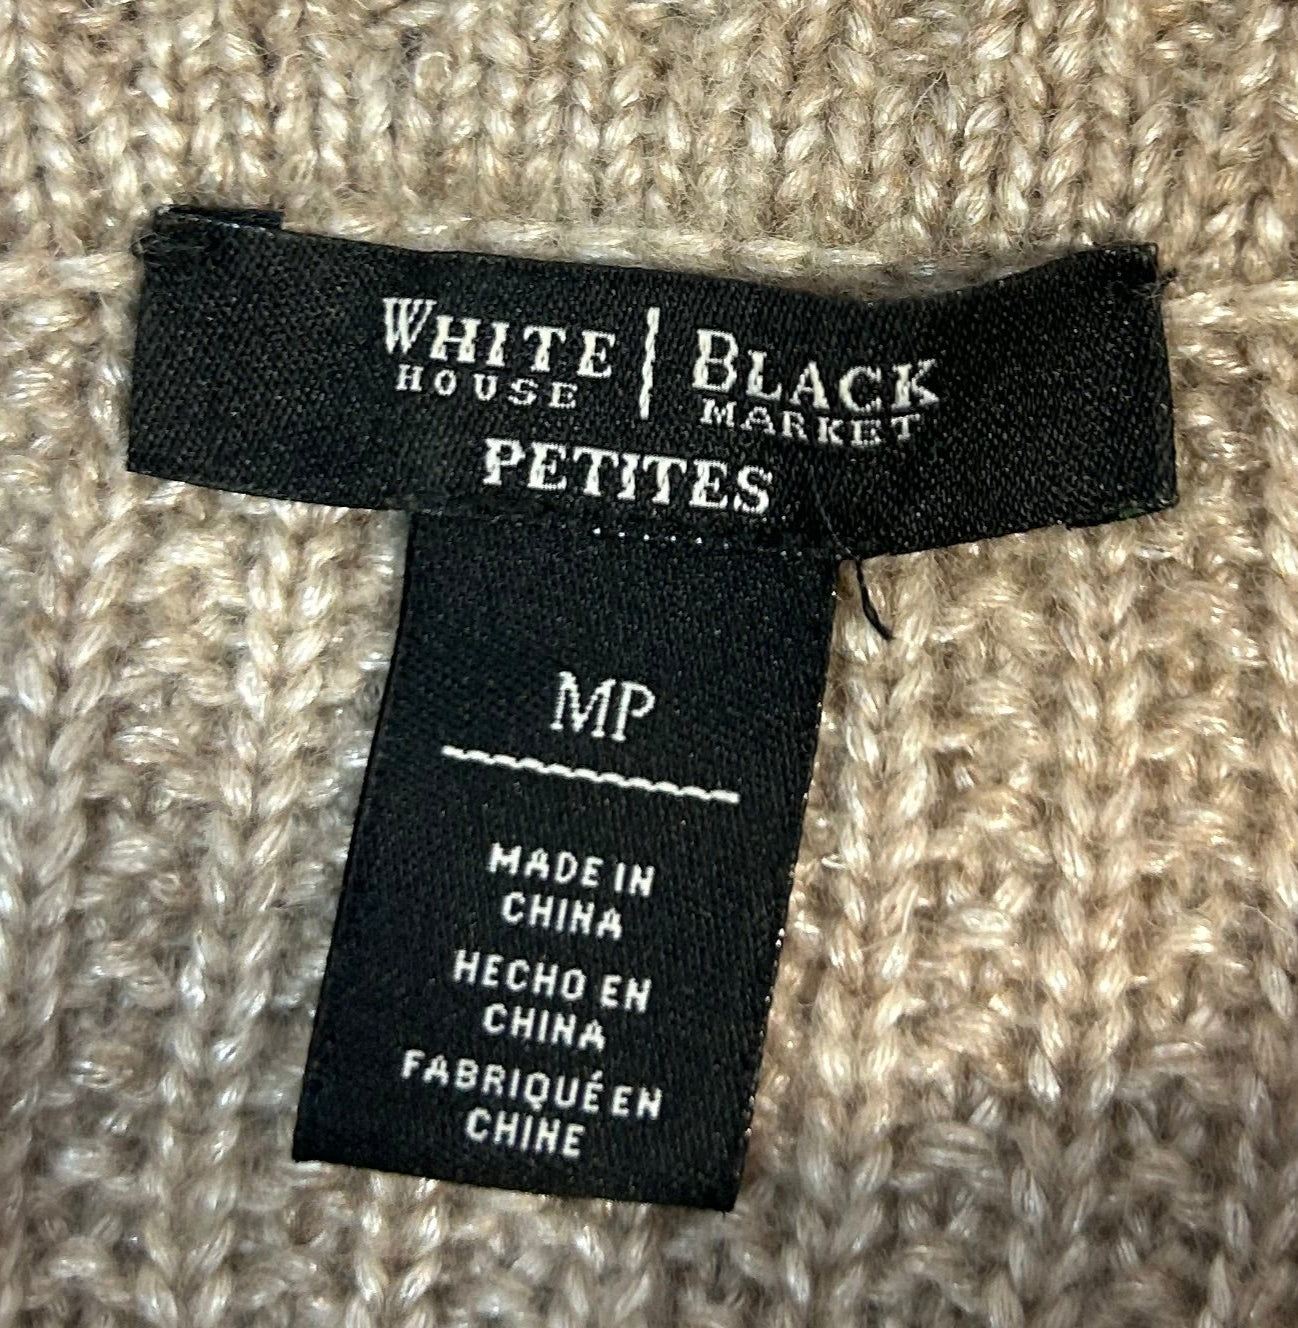 WHITE | BLACK
HOUSE MARKET
PETITES
MP
MADE IN
CHINA
HECHO EN
CHINA
FABRIQUÉ EN
CHINE